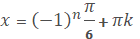 x = (−1)ⁿ π/6 + πk